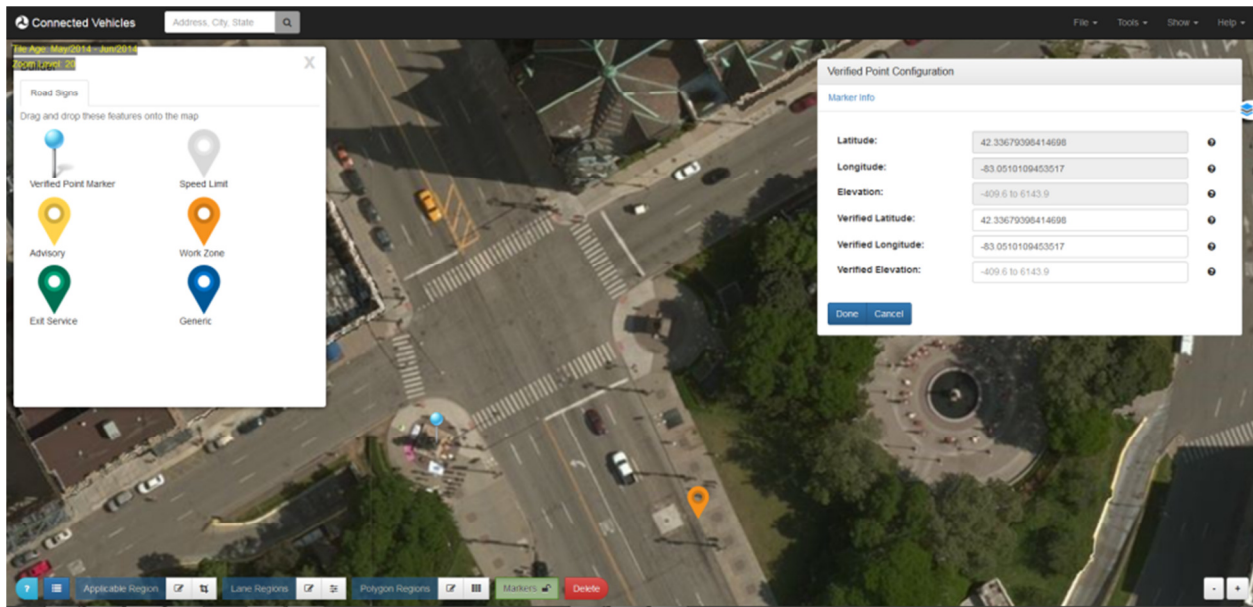 Connected Vehicles
Address, City, State
File
Tools
Show
Help
Tile Age: May/2014 - Jun/2014
Zoom Level: 20
X
Road Signs
Drag and drop these features onto the map
Verified Point Marker
Speed Limit
Advisory
Work Zone
Exit Service
Generic
Verified Point Configuration
Marker Info
Latitude: 42.33679398414698 ?
Longitude: -83.0510109453517 ?
Elevation: -409.6 to 6143.9 ?
Verified Latitude: 42.33679398414698 ?
Verified Longitude: -83.0510109453517 ?
Verified Elevation: -409.6 to 6143.9 ?
Done Cancel
? Applicable Region Lane Regions Polygon Regions Markers Delete - +